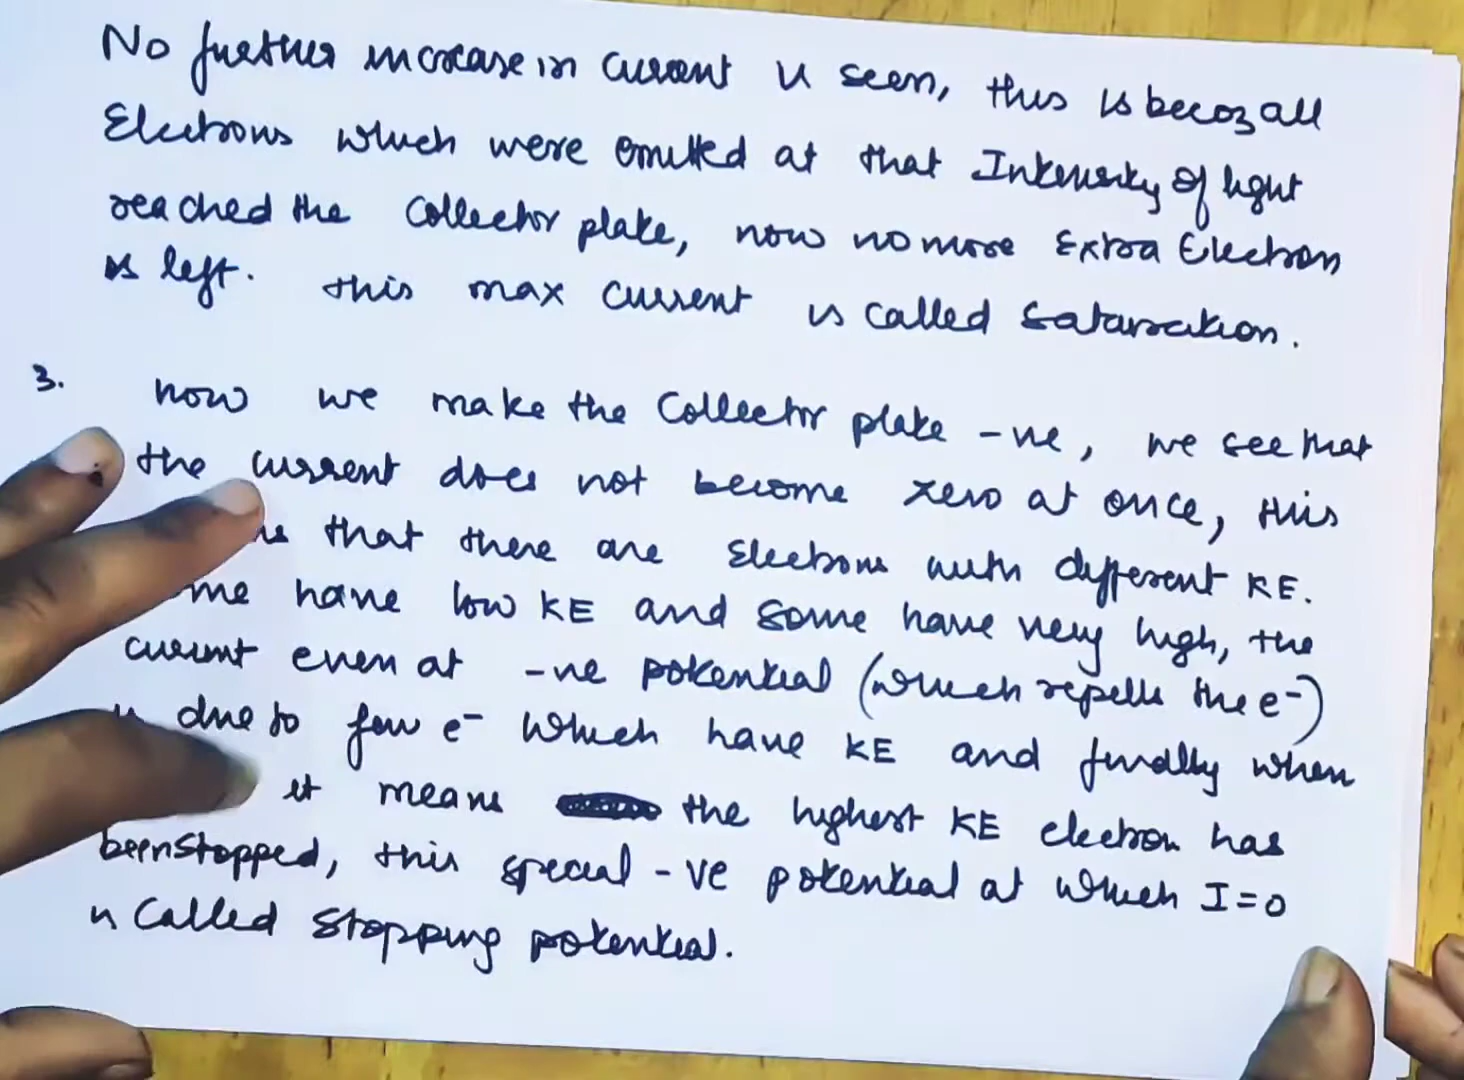 No further increase in current is seen, this is becoz all
Electrons which were emitted at that Intensity of light
reached the collector plate, now no more Extra Electron
is left. This max current is called Saturation.
3. now we make the collector plate -ve, we see that
the current does not become zero at once, this
that there are Electrons with different KE.
have low KE and some have very high, the
current even at -ve potential (which repells the e⁻)
is due to few e⁻ which have KE and finally when
it means the highest KE electron has
been stopped, this special -ve potential at which I=0
is called stopping potential.